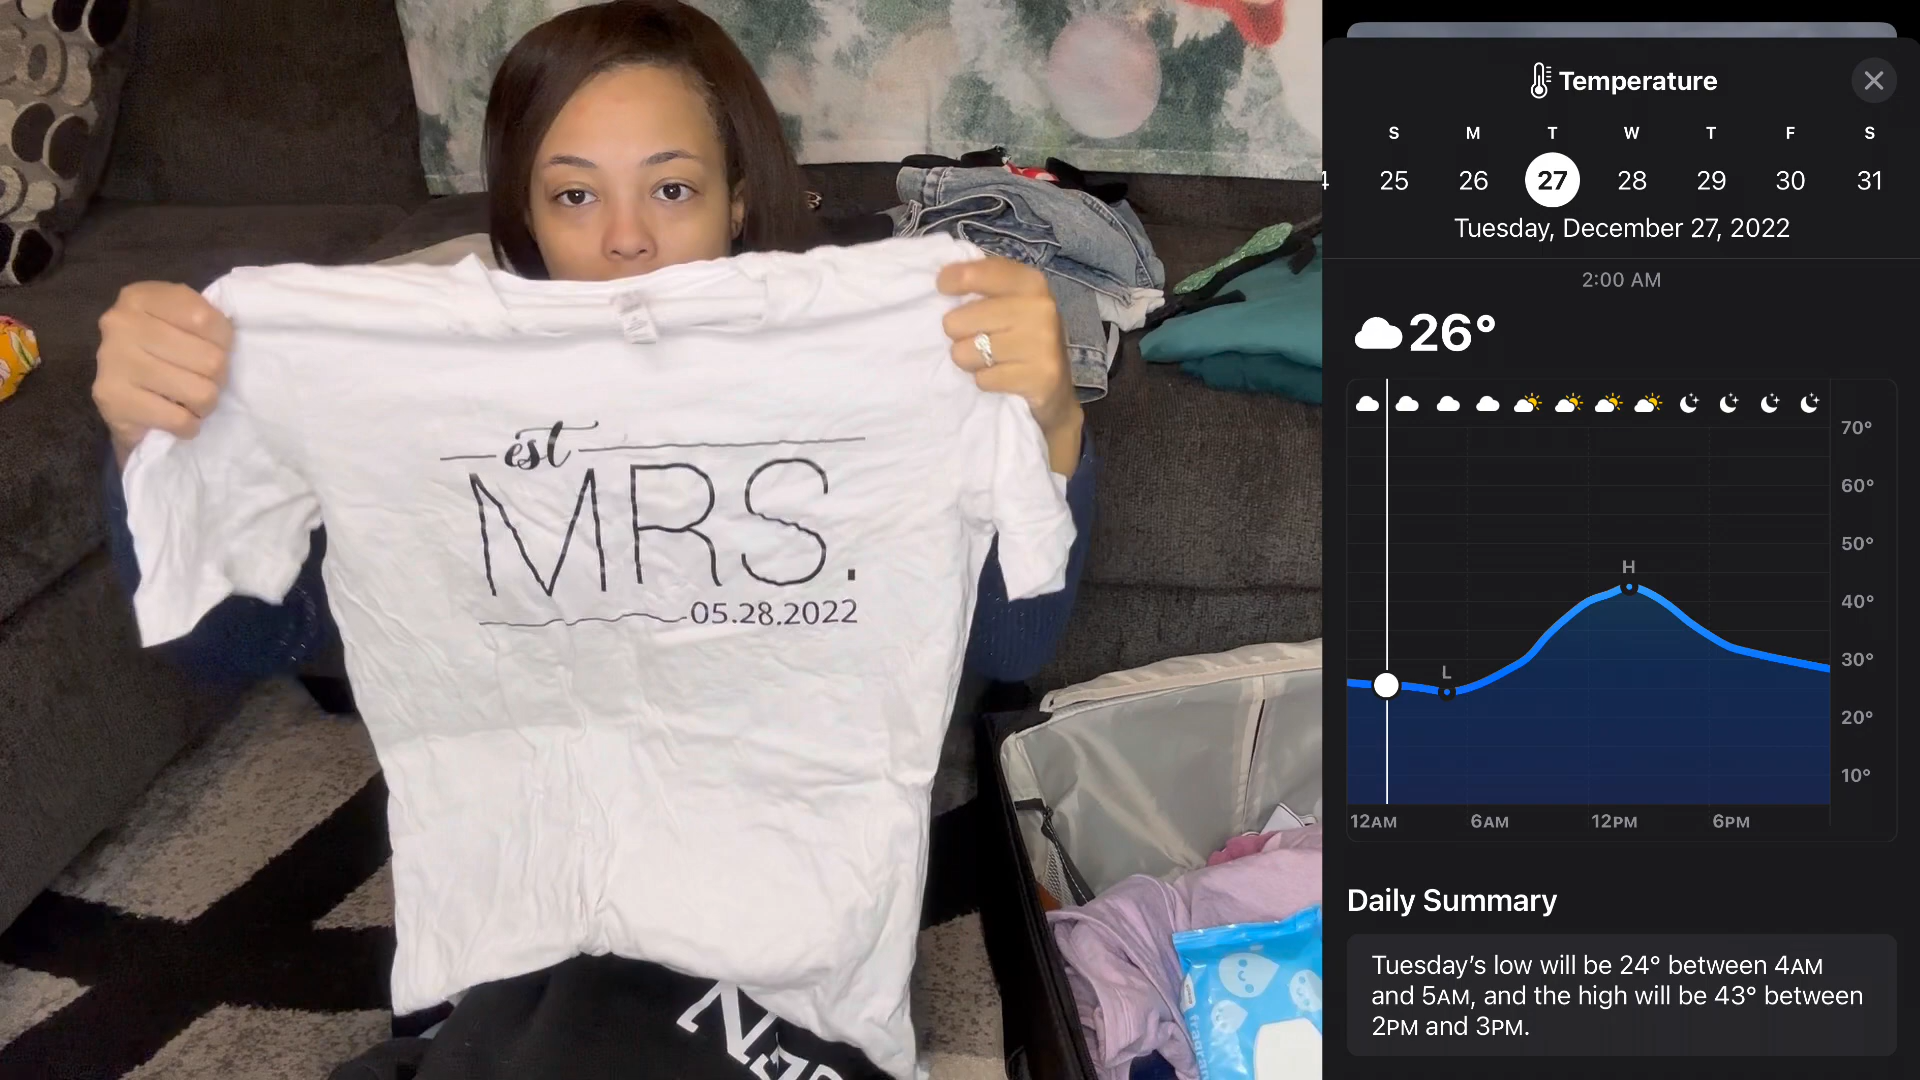 est
MRS.
05.28.2022
Temperature
S M T W T F S
25 26 27 28 29 30 31
Tuesday, December 27, 2022
2:00 AM
26°
70°
60°
50°
H
40°
30°
L
20°
10°
12AM 6AM 12PM 6PM
Daily Summary
Tuesday's low will be 24° between 4AM
and 5AM, and the high will be 43° between
2PM and 3PM.